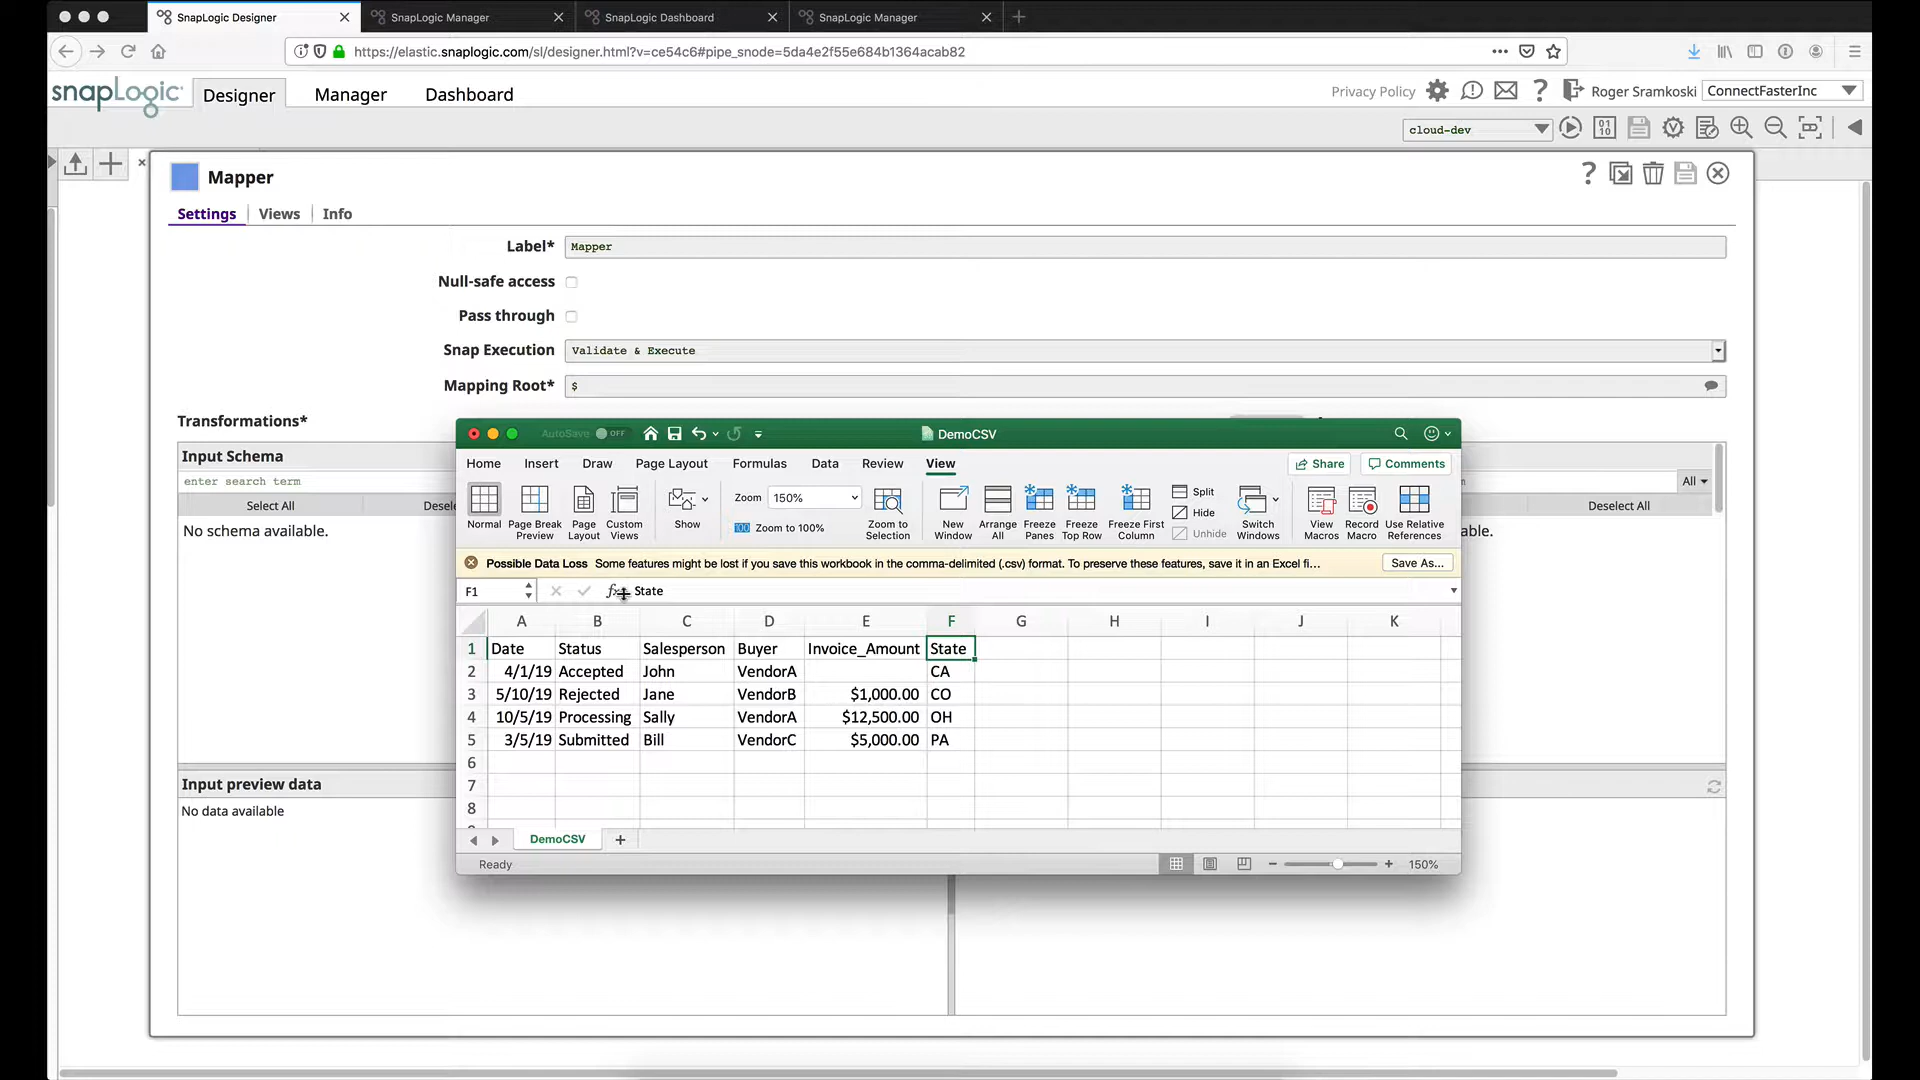 SnapLogic Designer
SnapLogic Manager
SnapLogic Dashboard
SnapLogic Manager
https://elastic.snaplogic.com/sl/designer.html?v=ce54c6#pipe_snode=5da4e2f55e684b1364acab82
snapLogic
Designer
Manager
Dashboard
Privacy Policy
Roger Sramkoski
ConnectFasterInc
cloud-dev
Mapper
Settings
Views
Info
Label*
Mapper
Null-safe access
Pass through
Snap Execution
Validate & Execute
Mapping Root*
$
Transformations*
Input Schema
enter search term
Select All
Desele
No schema available.
All
Deselect All
able.
Input preview data
No data available
AutoSave OFF
DemoCSV
Home Insert Draw Page Layout Formulas Data Review View
Share
Comments
Normal
Page Break Preview
Page Layout
Custom Views
Show
Zoom 150%
Zoom to 100%
Zoom to Selection
New Window
Arrange All
Freeze Panes
Freeze Top Row
Freeze First Column
Split
Hide
Unhide
Switch Windows
View Macros
Record Macro
Use Relative References
Possible Data Loss Some features might be lost if you save this workbook in the comma-delimited (.csv) format. To preserve these features, save it in an Excel fi...
Save As...
F1
State
A B C D E F G H I J K
1 Date Status Salesperson Buyer Invoice_Amount State
2 4/1/19 Accepted John VendorA CA
3 5/10/19 Rejected Jane VendorB $1,000.00 CO
4 10/5/19 Processing Sally VendorA $12,500.00 OH
5 3/5/19 Submitted Bill VendorC $5,000.00 PA
6
7
8
DemoCSV
Ready
150%